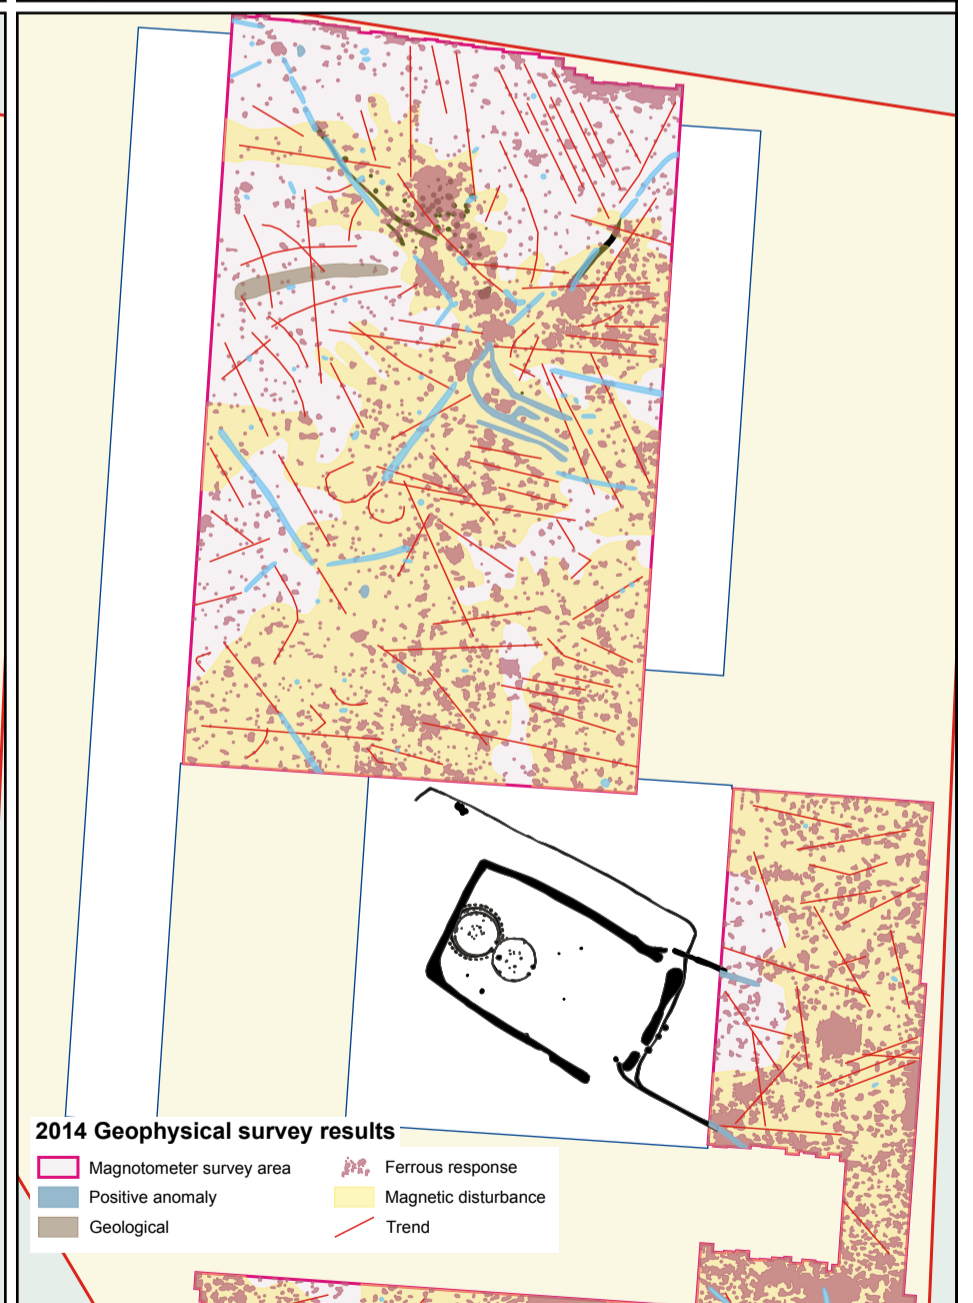 2014 Geophysical survey results
Magnotometer survey area
Ferrous response
Positive anomaly
Magnetic disturbance
Geological
Trend